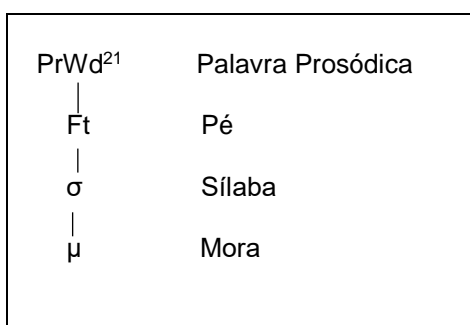 PrWd²¹ Palavra Prosódica
Ft Pé
σ Sílaba
μ Mora